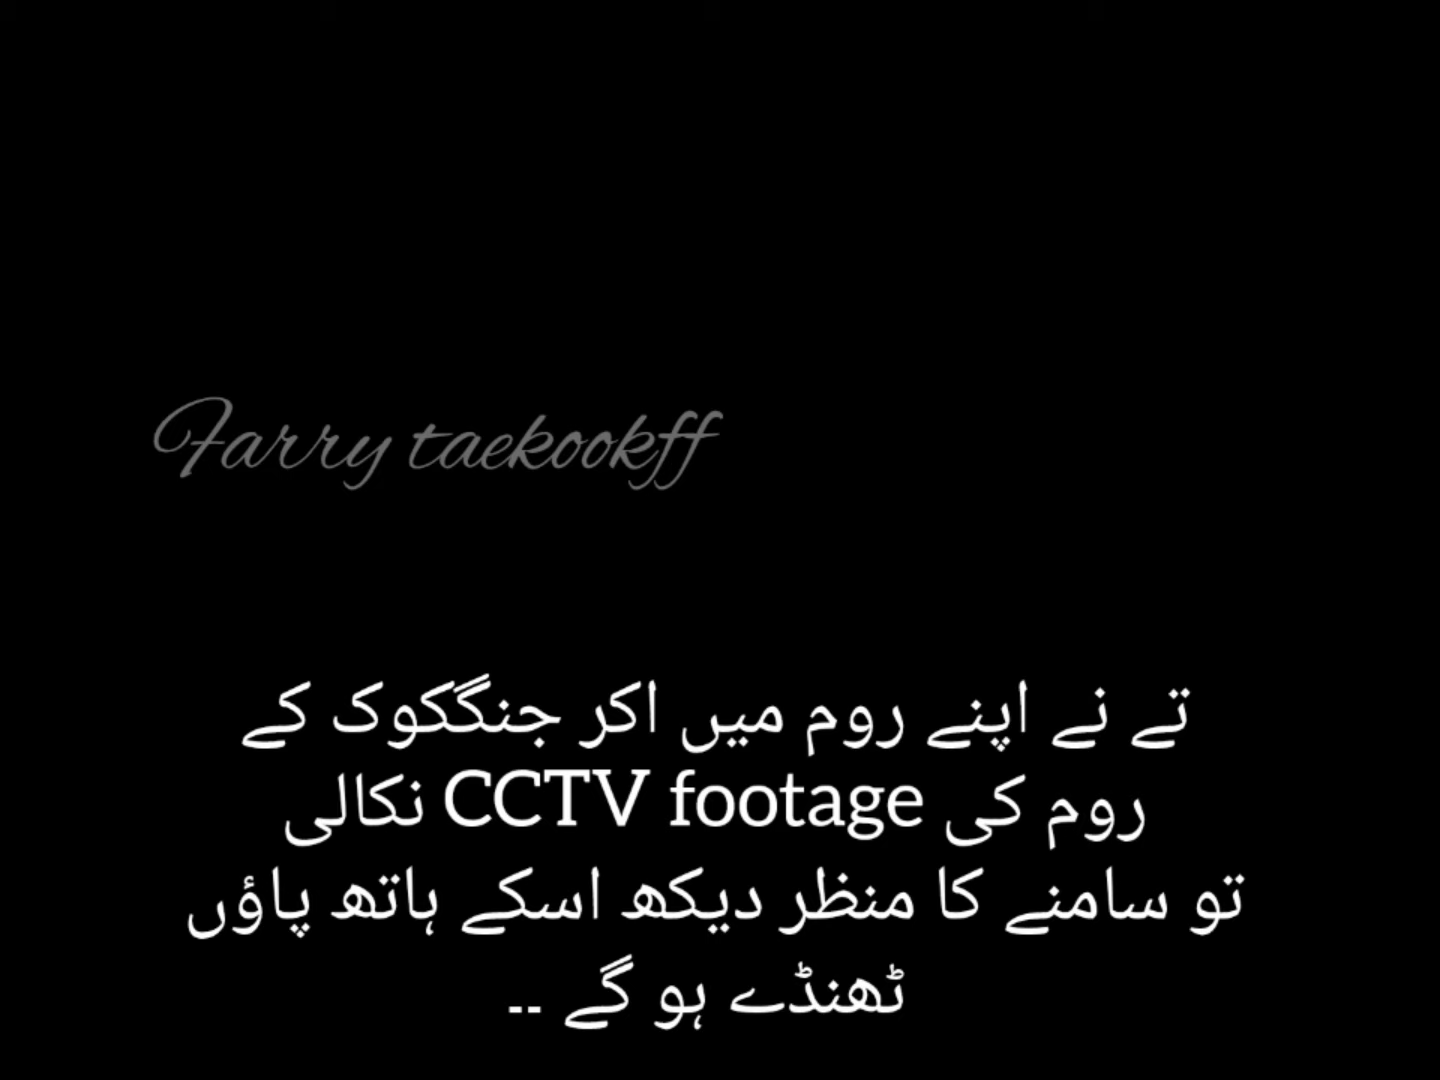 Farry taekookff
تے نے اپنے روم میں اکر جنگکوک کے
روم کی CCTV footage نکالی
تو سامنے کا منظر دیکھ اسکے ہاتھ پاؤں
ٹھنڈے ہو گے --